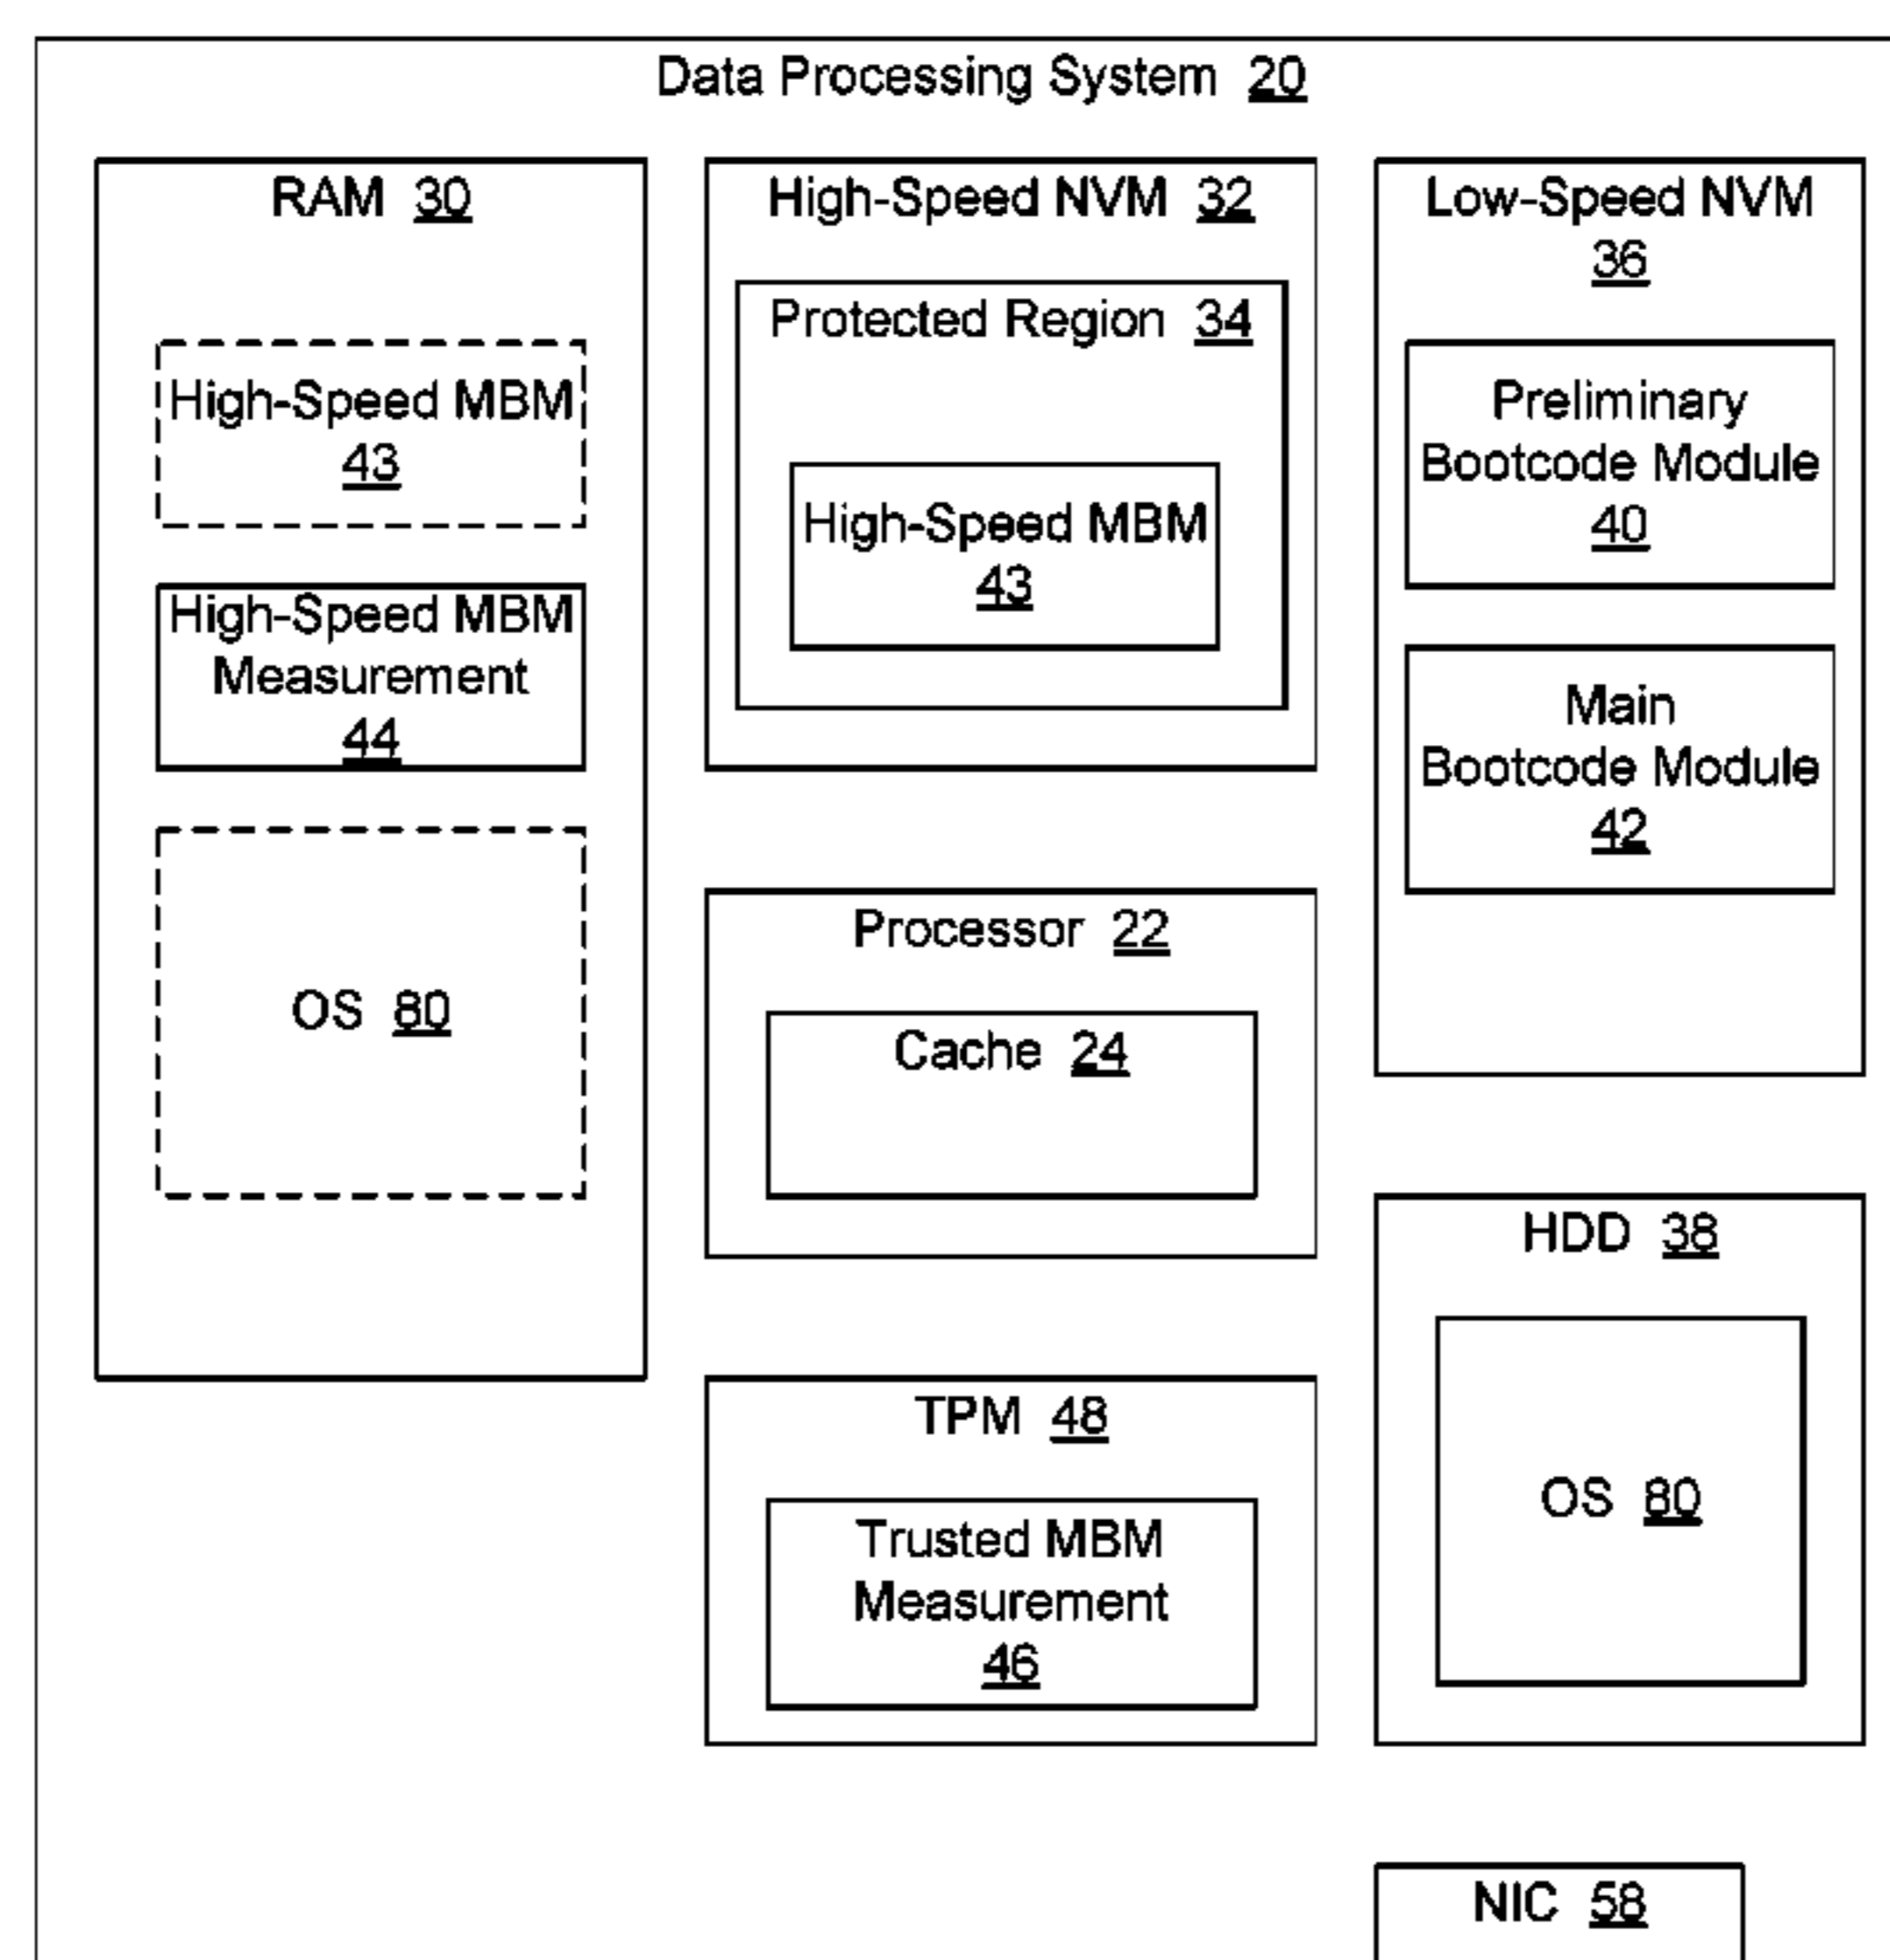 Data Processing System 20
RAM 30
High-Speed MBM
43
High-Speed MBM
Measurement
44
OS 80
High-Speed NVM 32
Protected Region 34
High-Speed MBM
43
Processor 22
Cache 24
TPM 48
Trusted MBM
Measurement
46
Low-Speed NVM
36
Preliminary
Bootcode Module
40
Main
Bootcode Module
42
HDD 38
OS 80
NIC 58